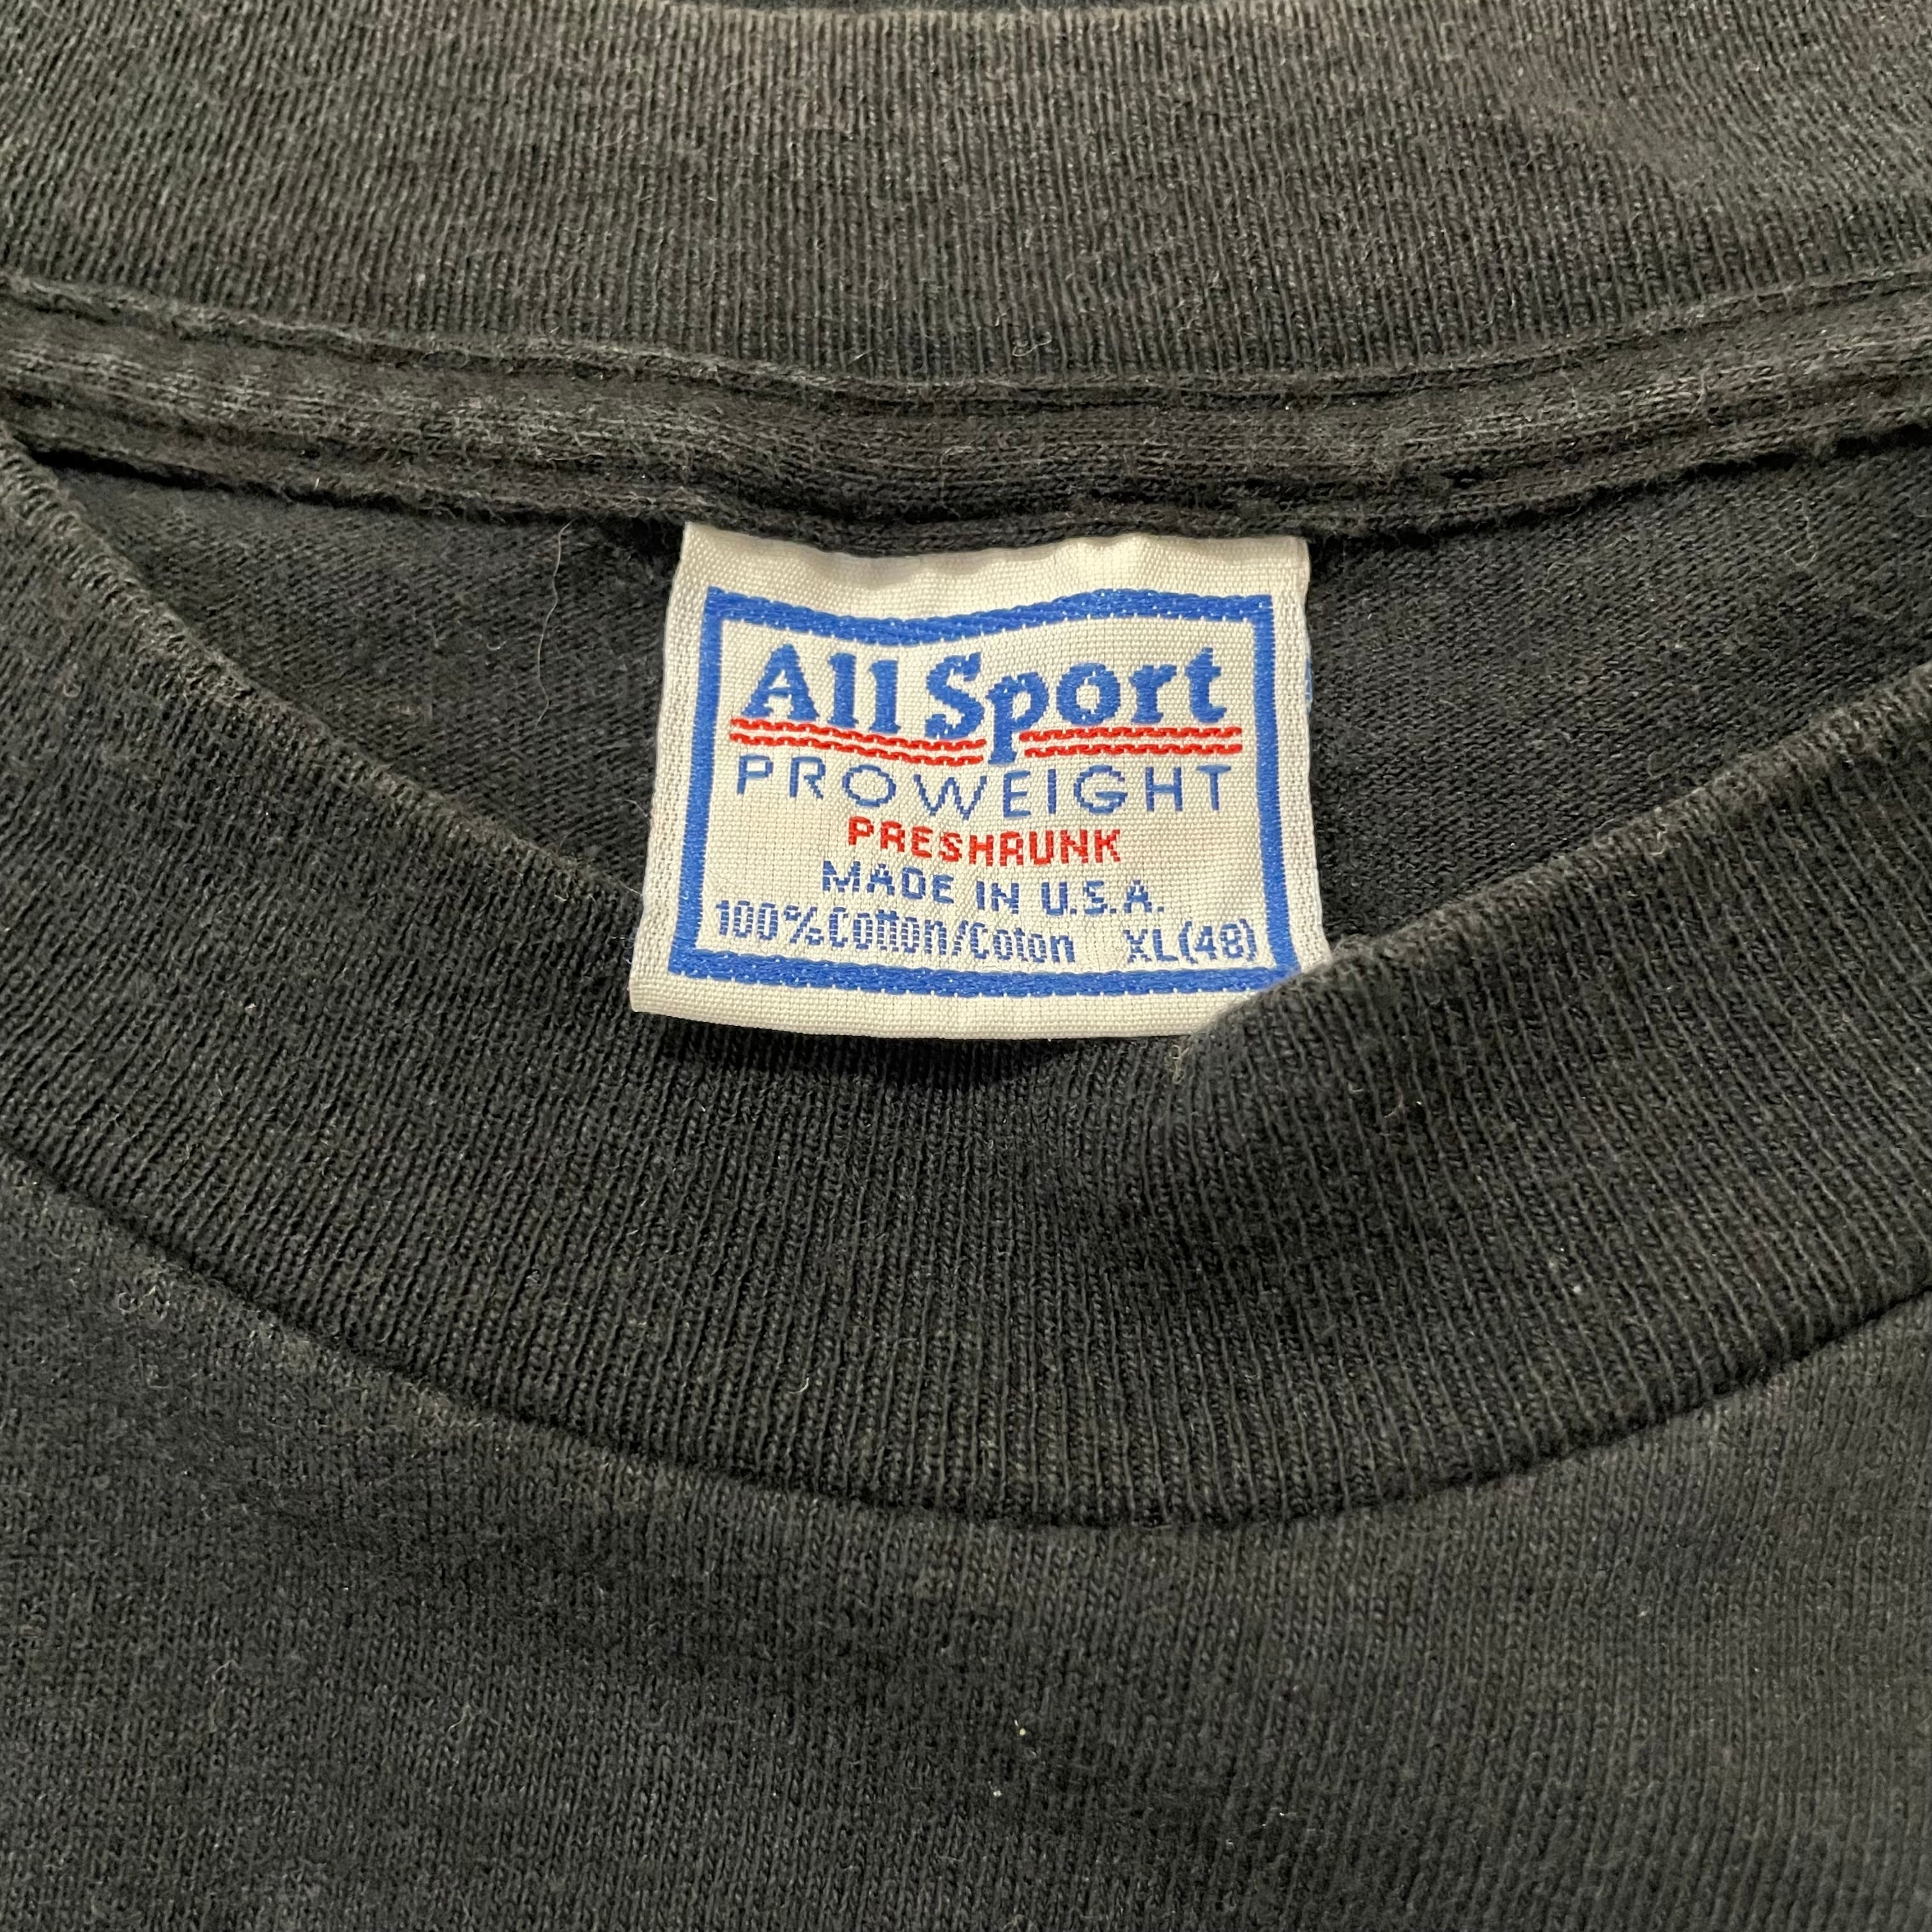 All Sport
PROWEIGHT
PRESHRUNK
MADE IN U.S.A.
100% Cotton/Coton XL(48)